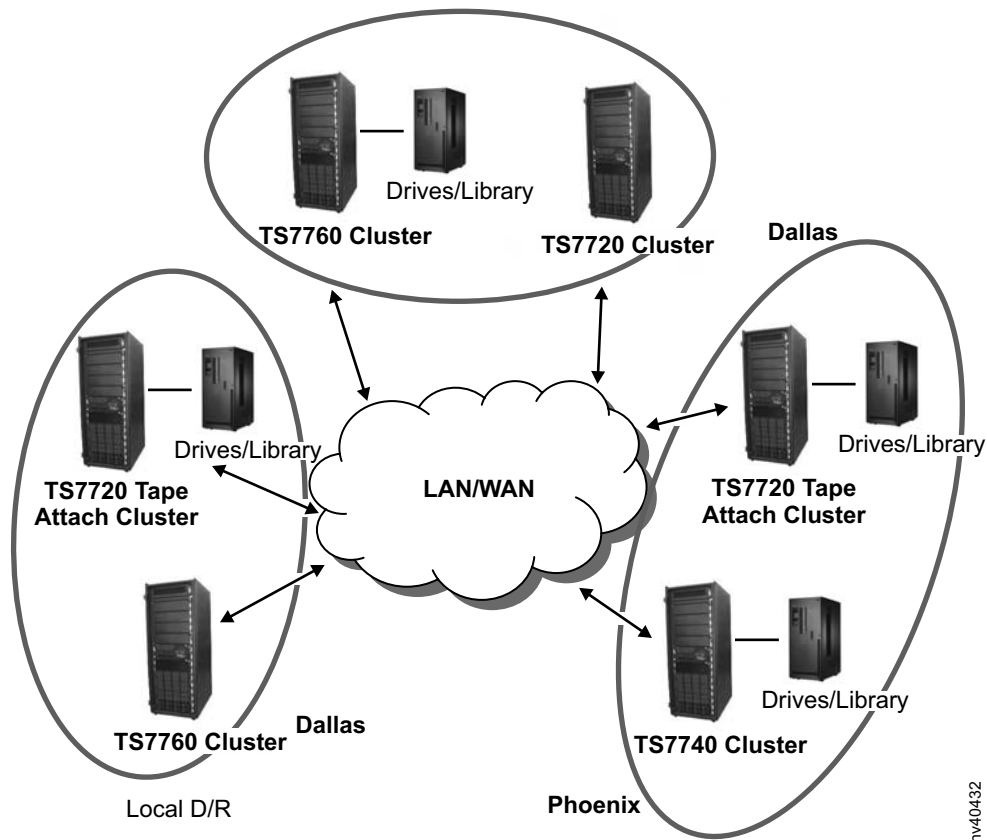 Drives/Library
TS7760 Cluster
TS7720 Cluster
Dallas
Drives/Library
TS7720 Tape
Attach Cluster
LAN/WAN
Drives/Library
TS7720 Tape
Attach Cluster
TS7760 Cluster
Dallas
Local D/R
Drives/Library
TS7740 Cluster
Phoenix